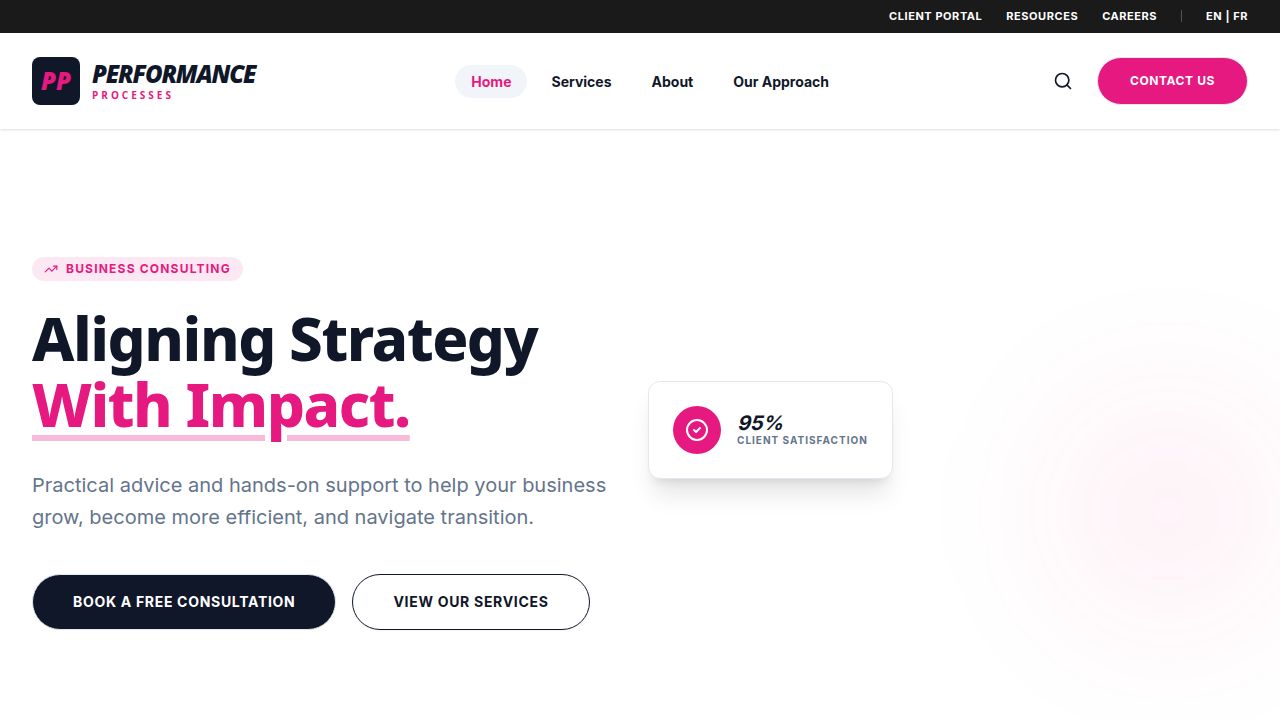 CLIENT PORTAL RESOURCES CAREERS EN | FR
PP PERFORMANCE
PROCESSES
Home Services About Our Approach
CONTACT US
BUSINESS CONSULTING
Aligning Strategy
With Impact.
Practical advice and hands-on support to help your business
grow, become more efficient, and navigate transition.
BOOK A FREE CONSULTATION
VIEW OUR SERVICES
95%
CLIENT SATISFACTION